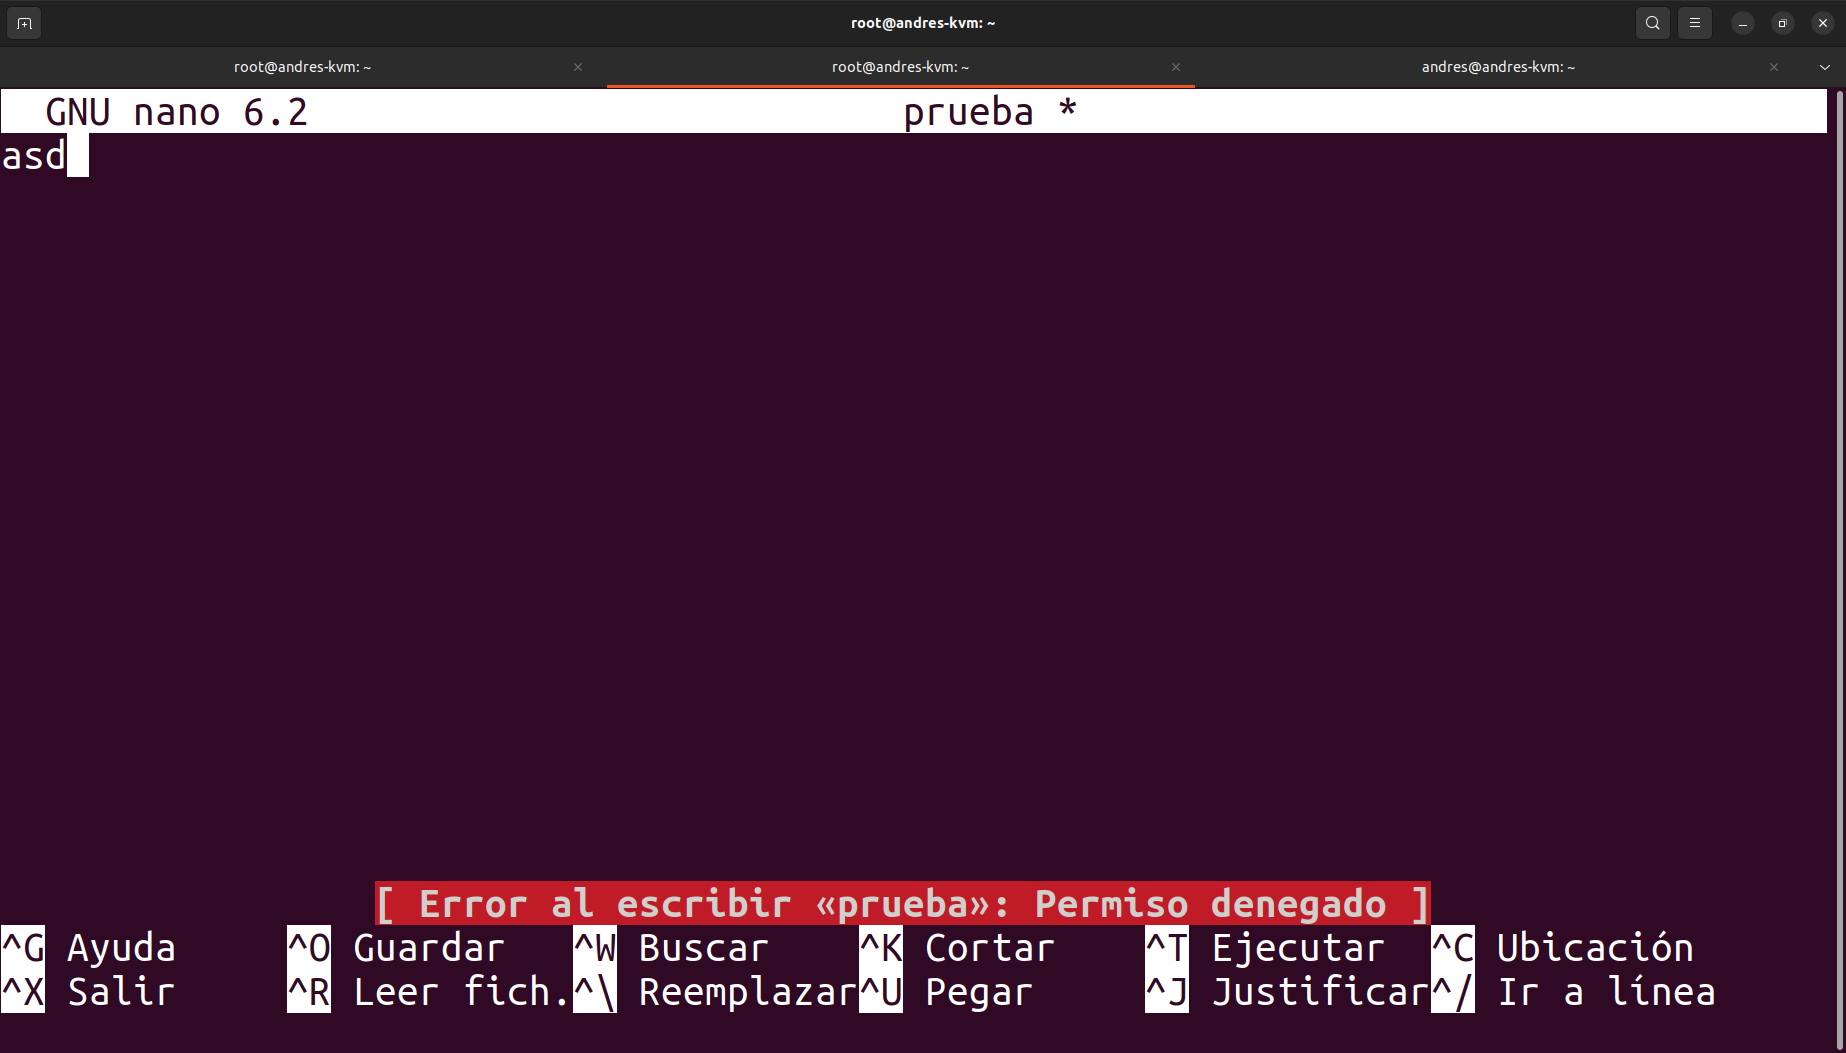 root@andres-kvm: ~
root@andres-kvm: ~ root@andres-kvm: ~ andres@andres-kvm: ~
GNU nano 6.2 prueba *
asd
[ Error al escribir «prueba»: Permiso denegado ]
^G Ayuda ^O Guardar ^W Buscar ^K Cortar ^T Ejecutar ^C Ubicación
^X Salir ^R Leer fich. ^\ Reemplazar ^U Pegar ^J Justificar ^/ Ir a línea